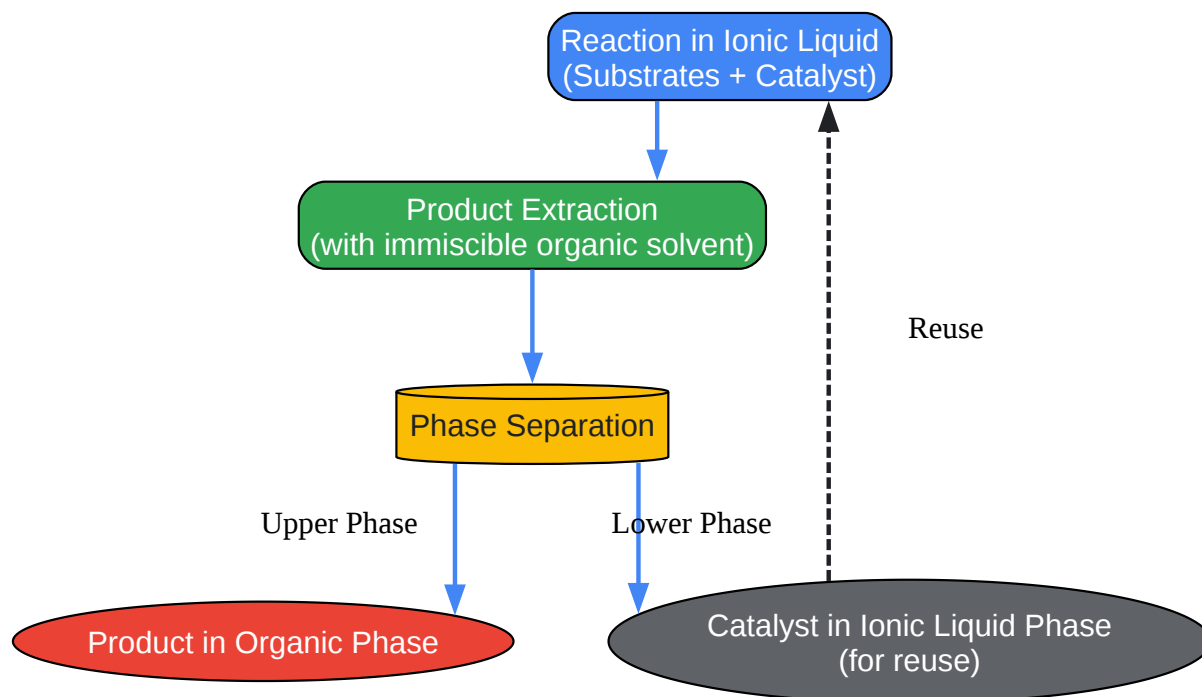 Reaction in Ionic Liquid
(Substrates + Catalyst)
Product Extraction
(with immiscible organic solvent)
Reuse
Phase Separation
Upper Phase
Lower Phase
Product in Organic Phase
Catalyst in Ionic Liquid Phase
(for reuse)